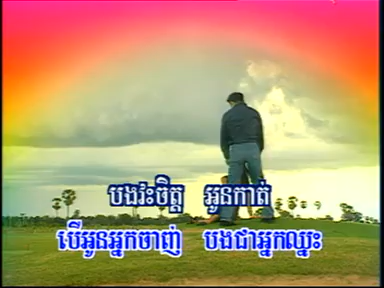 បងវះចិត្ត អូនកាត់
បើអូនអ្នកចាញ់ បងជាអ្នកឈ្នះ